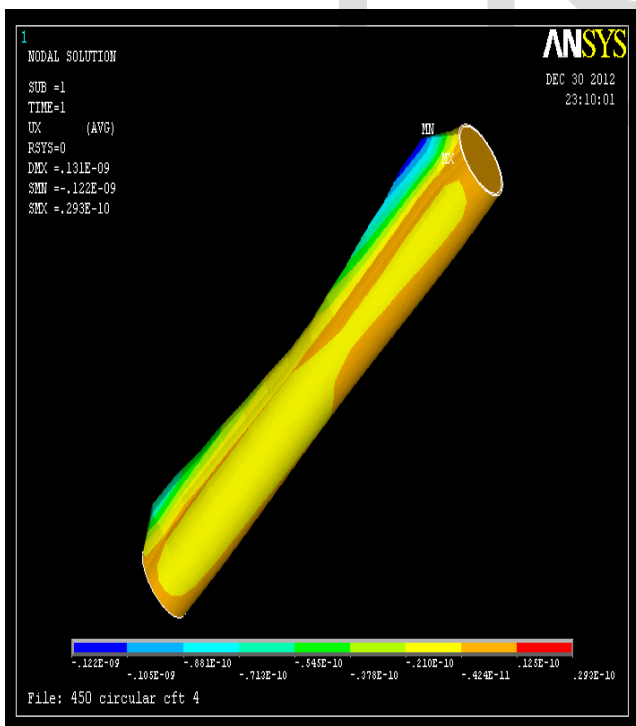 1
NODAL SOLUTION
ANSYS
SUB =1
DEC 30 2012
TIME=1
23:10:01
UX (AVG)
RSYS=0
DMX =.131E-09
SMN =-.122E-09
SMX =.293E-10
MN
MX
-.122E-09 -.881E-10 -.545E-10 -.210E-10 .125E-10
-.105E-09 -.713E-10 -.378E-10 -.424E-11 .293E-10
File: 450 circular cft 4